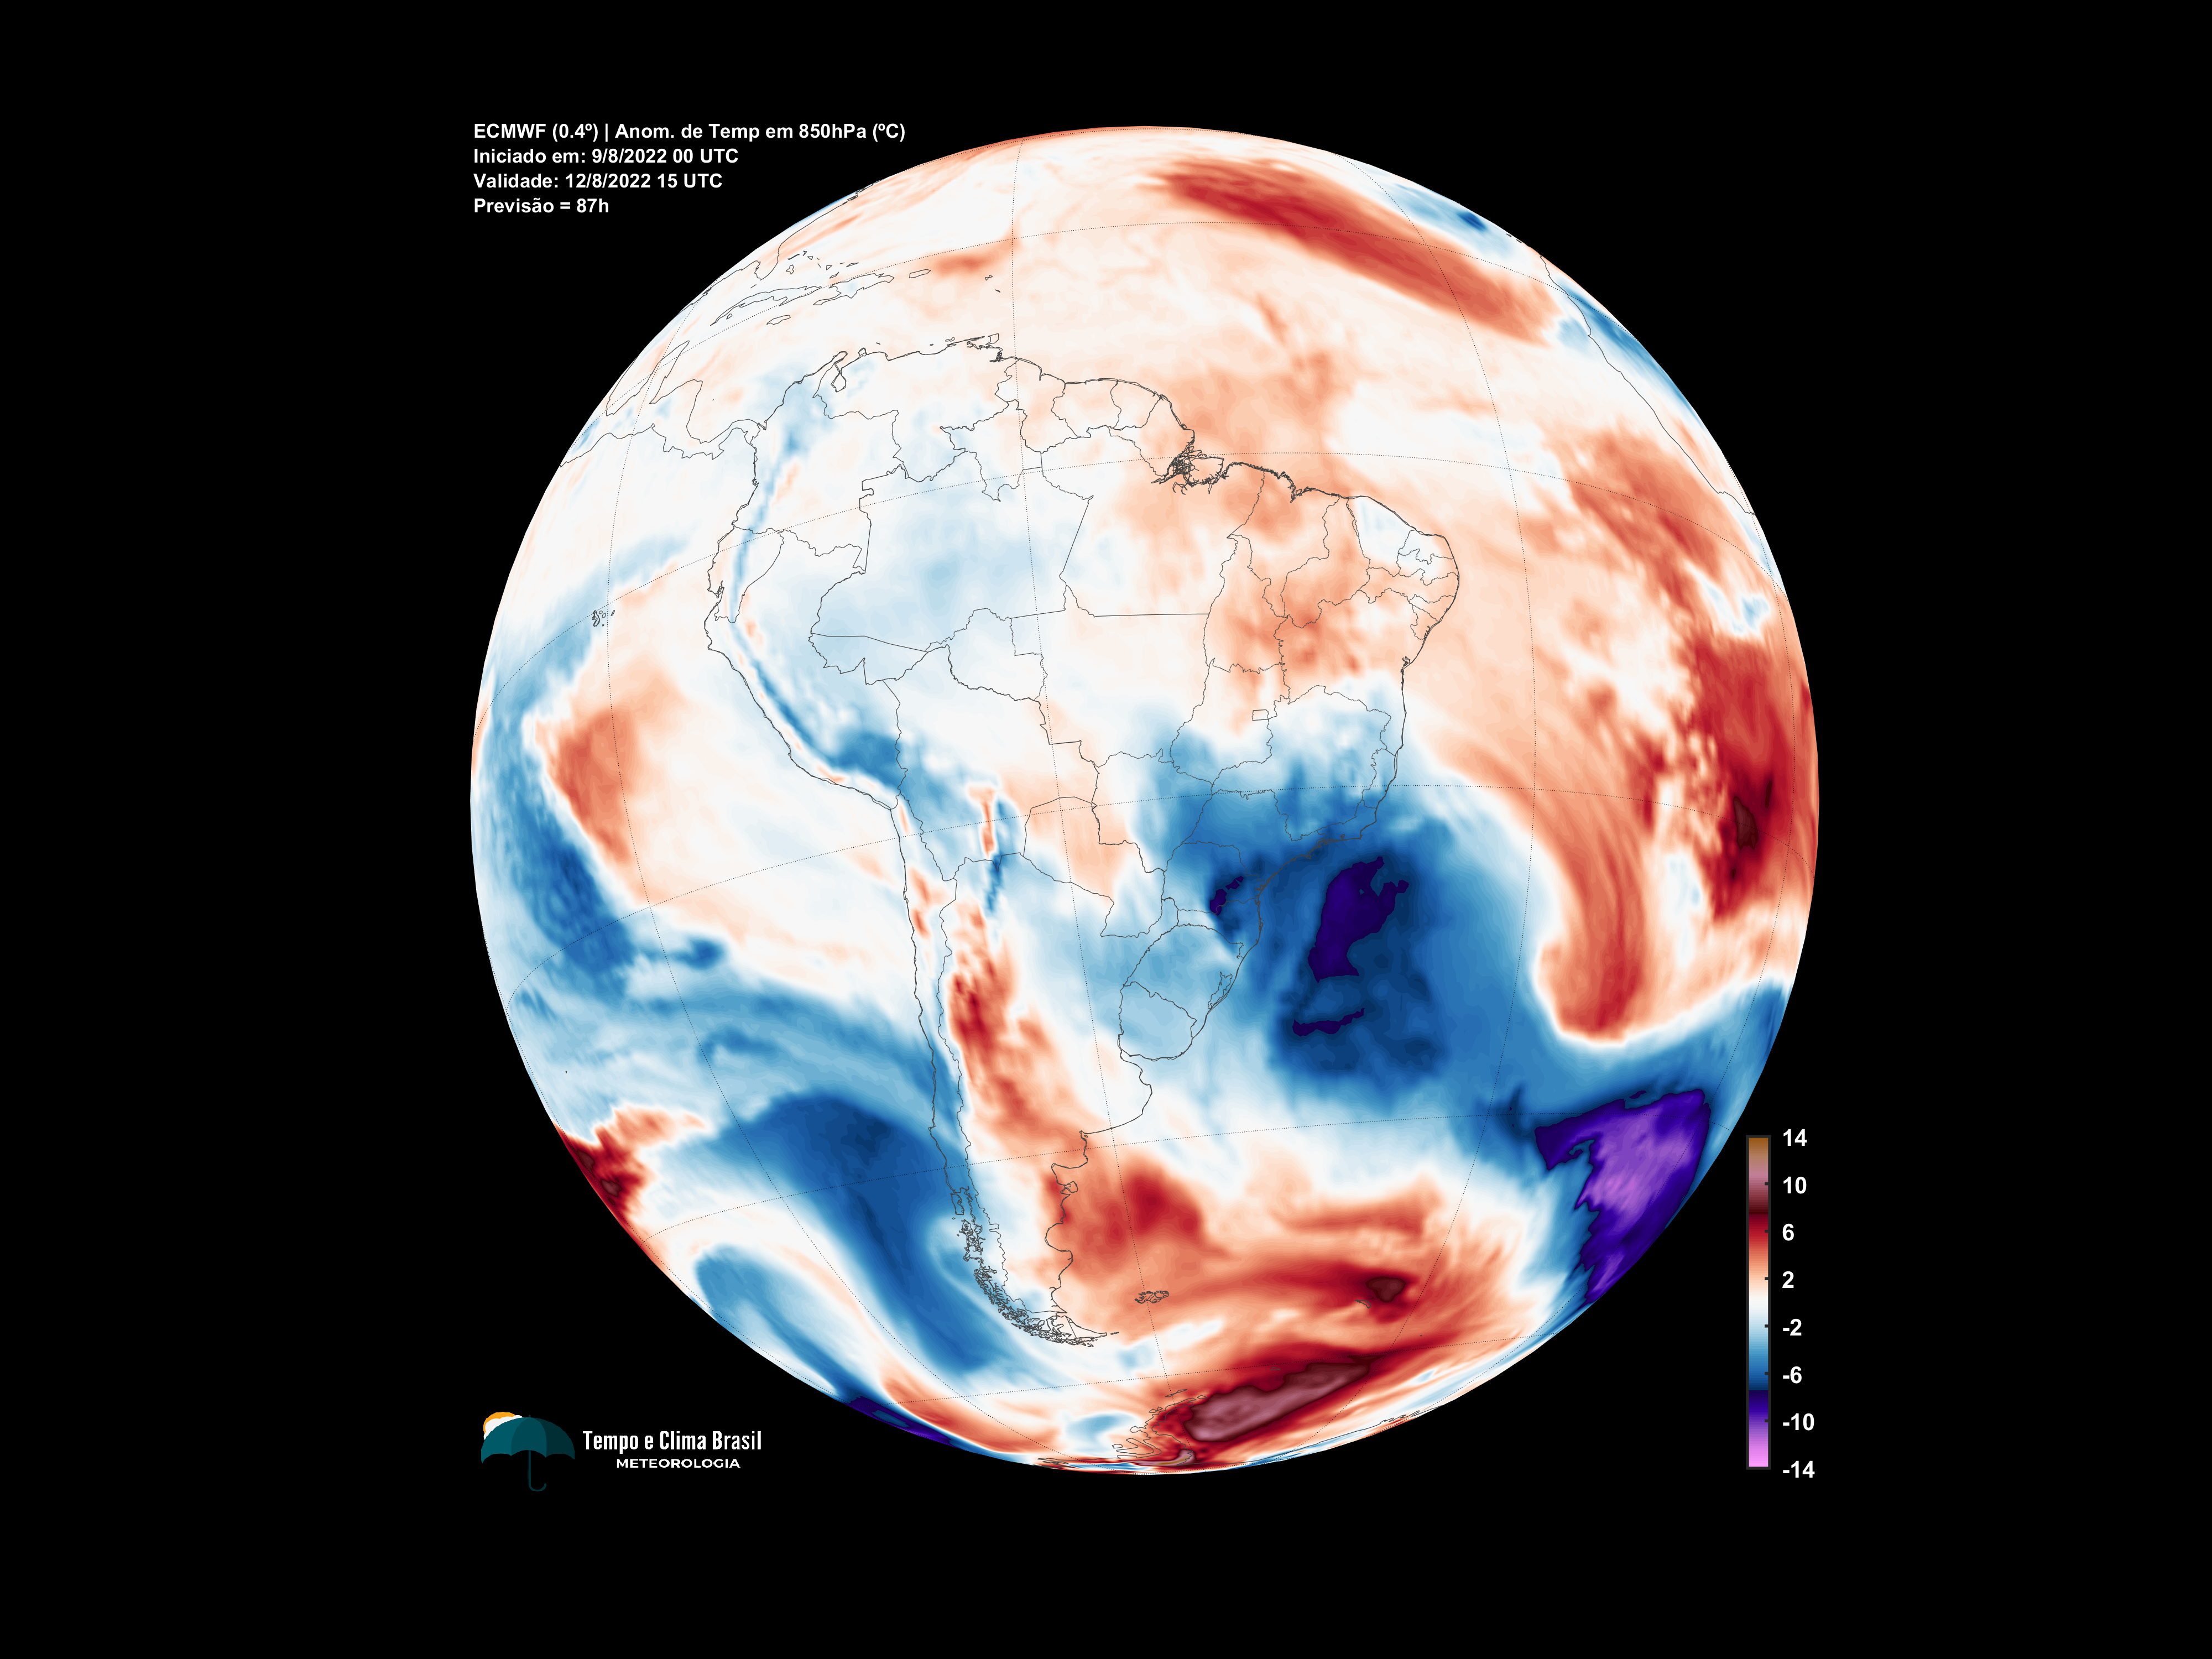 ECMWF (0.4º) | Anom. de Temp em 850hPa (ºC)
Iniciado em: 9/8/2022 00 UTC
Validade: 12/8/2022 15 UTC
Previsão = 87h
14
10
6
2
-2
-6
-10
-14
Tempo e Clima Brasil
METEOROLOGIA